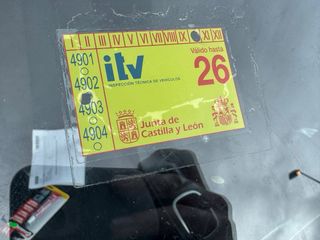 I II III IV V VI VII VIII IX XI XII
4901
4902
4903
4904
itv
INSPECCIÓN TÉCNICA DE VEHÍCULOS
Válido hasta
26
Junta de
Castilla y León